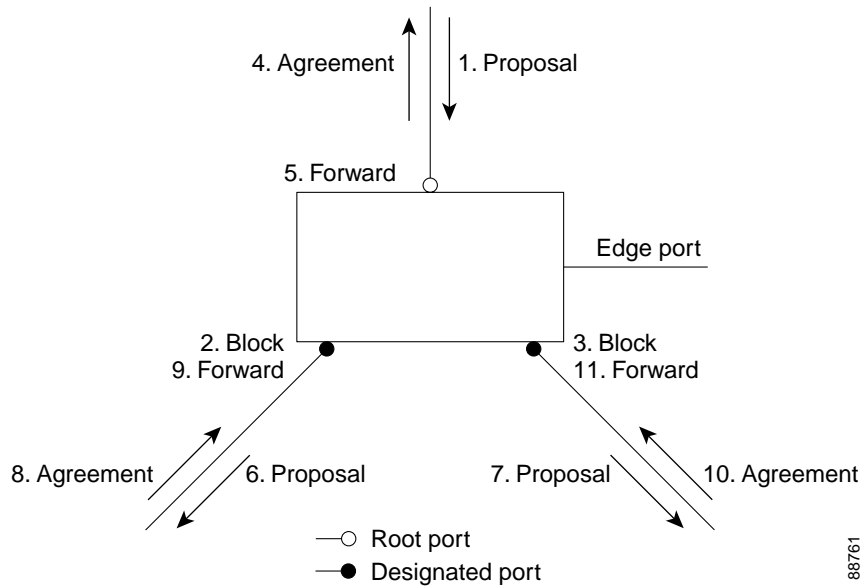 4. Agreement
1. Proposal
5. Forward
Edge port
2. Block
9. Forward
3. Block
11. Forward
8. Agreement
6. Proposal
7. Proposal
10. Agreement
Root port
Designated port
88761